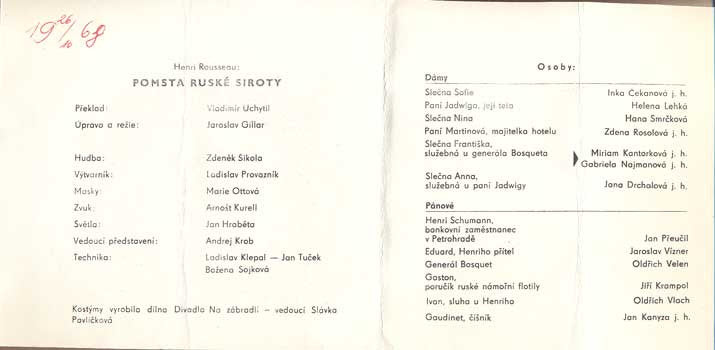 19 26/10 68
Henri Rousseau:
POMSTA RUSKÉ SIROTY
Překlad: Vladimír Uchytil
Úprava a režie: Jaroslav Gillar
Hudba: Zdeněk Šikola
Výtvarník: Ladislav Provazník
Masky: Marie Ottová
Zvuk: Arnošt Kurell
Světla: Jan Hraběta
Vedoucí představení: Andrej Krob
Technika: Ladislav Klepal — Jan Tuček
Božena Sojková
Kostýmy vyrobila dílna Divadla Na zábradlí – vedoucí Slávka
Pavlíčková
Osoby:
Dámy
Slečna Sofie Inka Čekanová j. h.
Paní Jadwiga, její teta Helena Lehká
Slečna Nina Hana Smrčková
Paní Martinová, majitelka hotelu Zdena Rosolová j. h.
Slečna Františka,
služebná u generála Bosqueta Miriam Kantorková j. h.
Gabriela Najmanová j. h.
Slečna Anna,
služebná u paní Jadwigy Jana Drchalová j. h.
Pánové
Henri Schumann,
bankovní zaměstnanec
v Petrohradě Jan Přeučil
Eduard, Henriho přítel Jaroslav Vízner
Generál Bosquet Oldřich Velen
Gaston,
poručík ruské námořní flotily Jiří Krampol
Ivan, sluha u Henriho Oldřich Vlach
Gaudinet, číšník Jan Kanyza j. h.